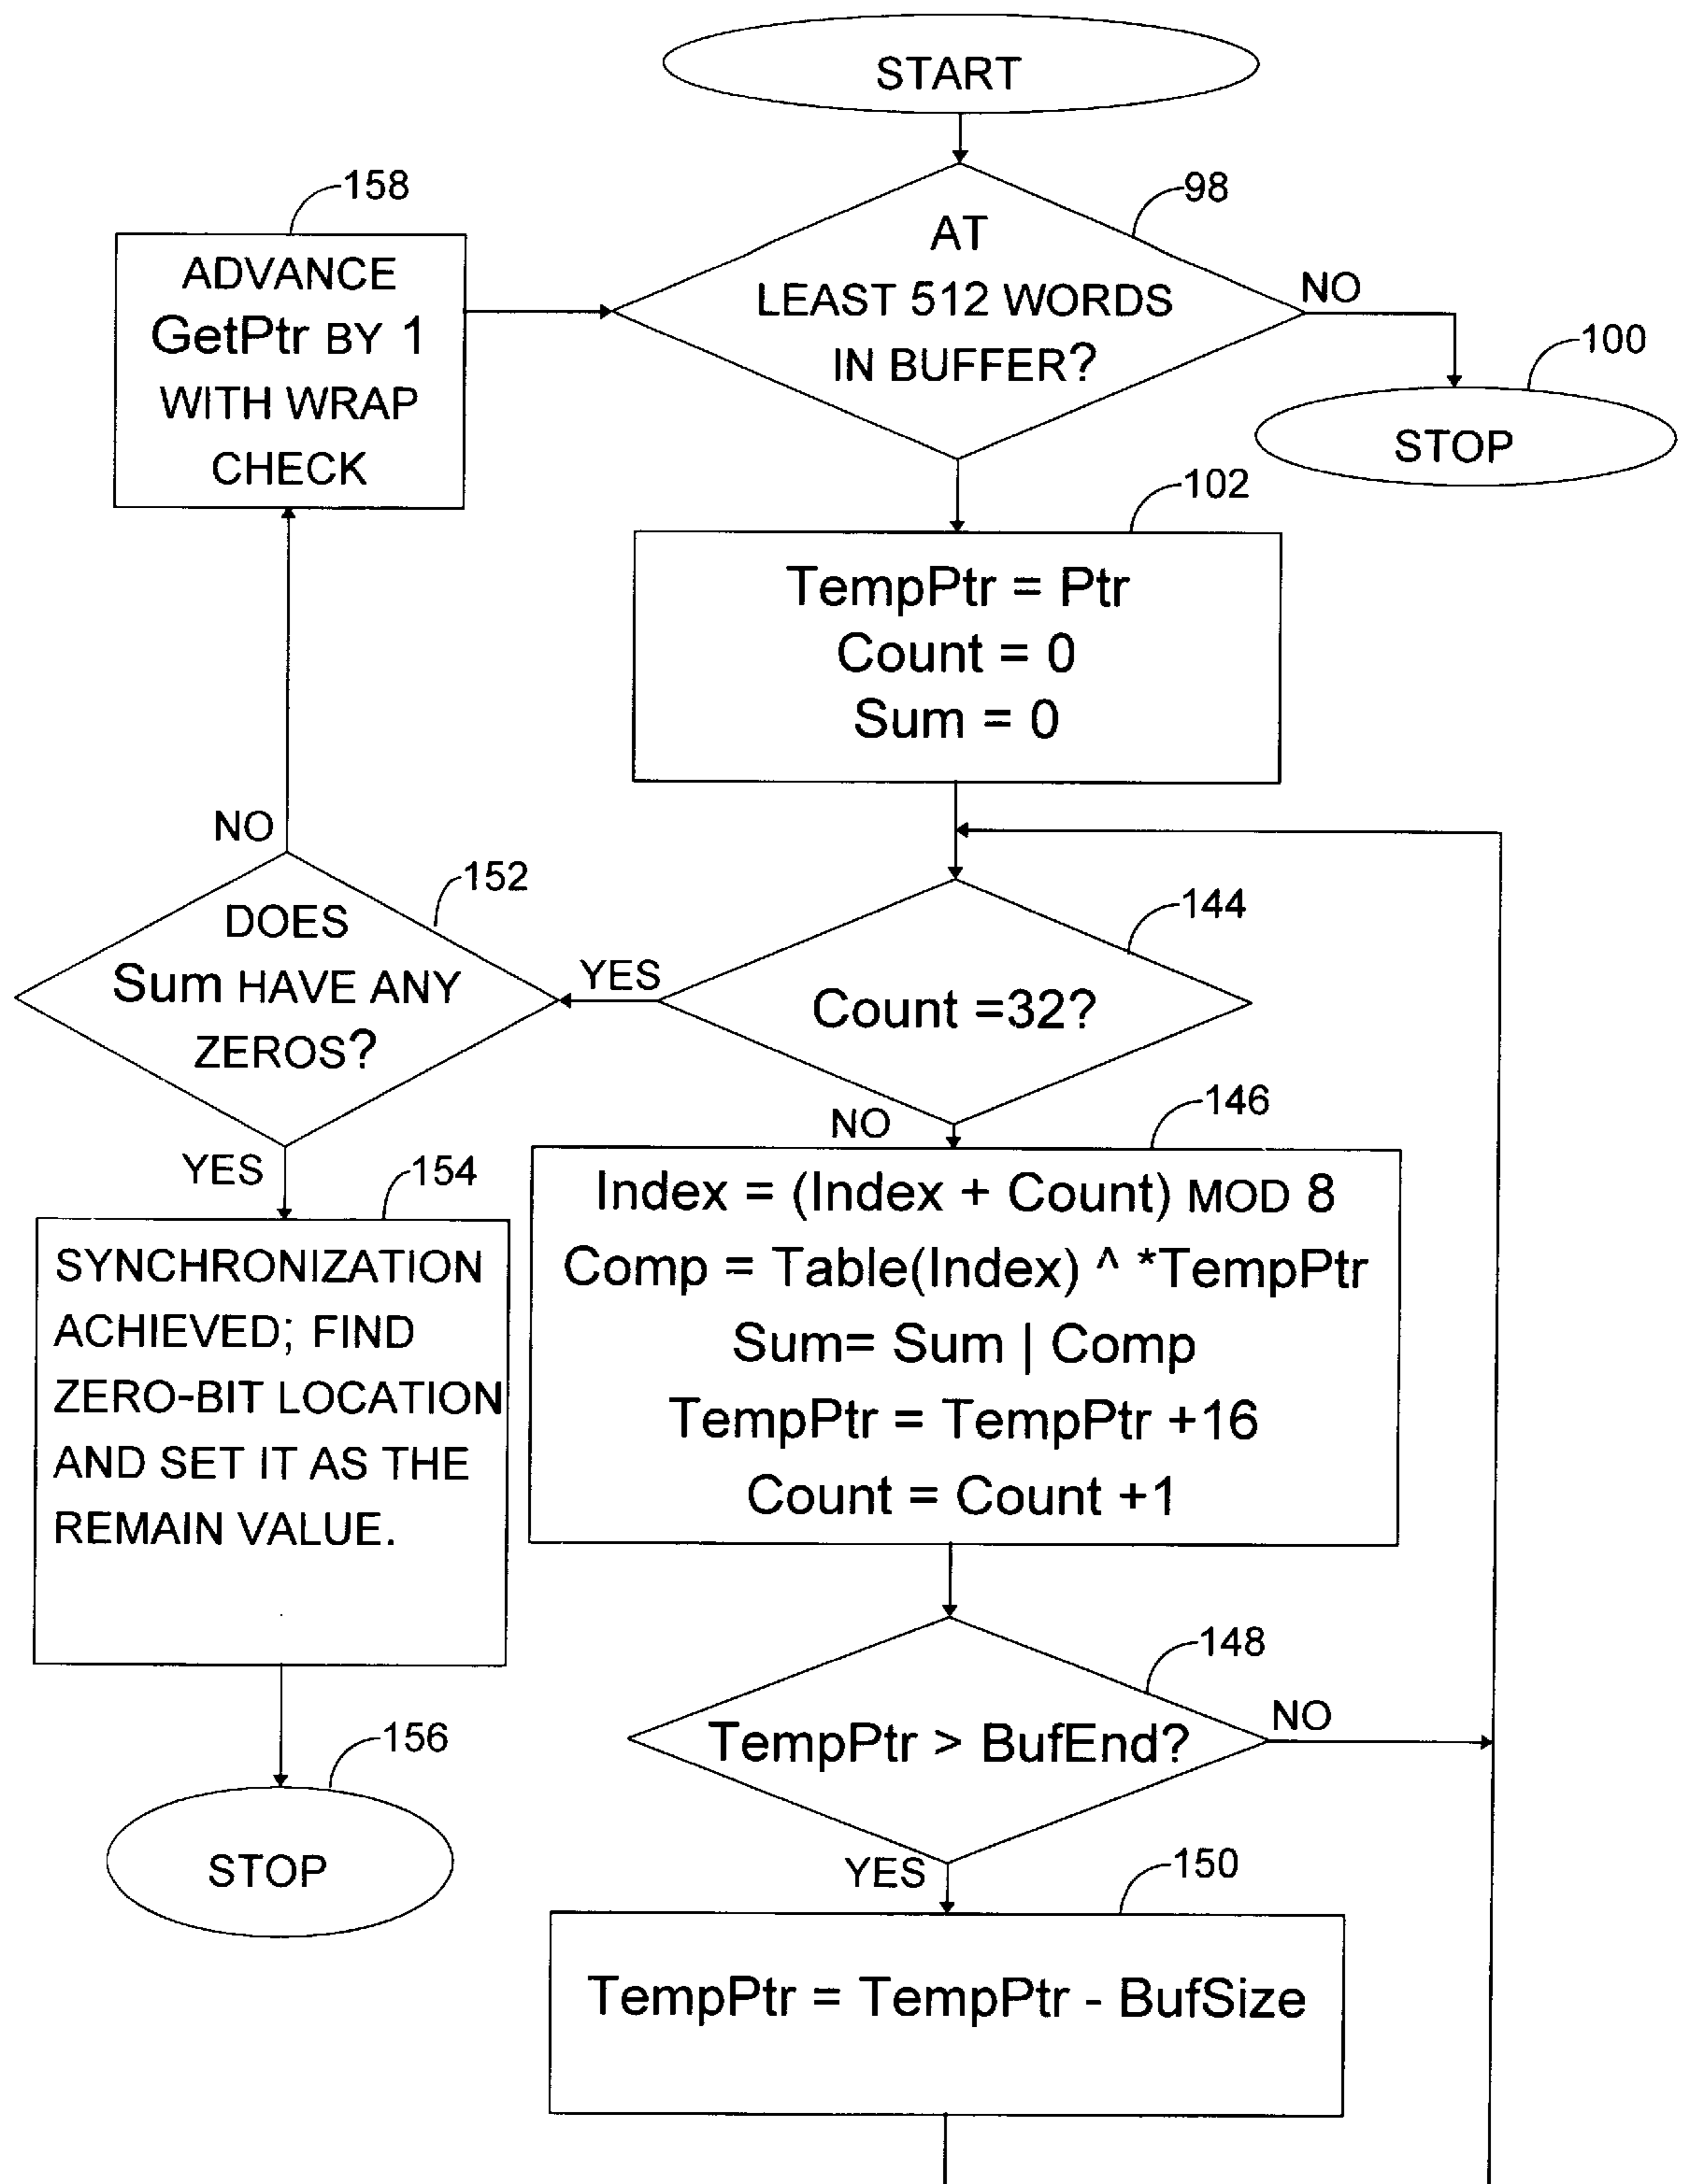 START
98
AT
LEAST 512 WORDS
IN BUFFER?
NO
100
STOP
158
ADVANCE
GetPtr BY 1
WITH WRAP
CHECK
102
TempPtr = Ptr
Count = 0
Sum = 0
144
Count =32?
YES
NO
152
DOES
Sum HAVE ANY
ZEROS?
NO
YES
146
Index = (Index + Count) MOD 8
Comp = Table(Index) ^ *TempPtr
Sum= Sum | Comp
TempPtr = TempPtr +16
Count = Count +1
154
SYNCHRONIZATION
ACHIEVED; FIND
ZERO-BIT LOCATION
AND SET IT AS THE
REMAIN VALUE.
148
TempPtr > BufEnd?
NO
YES
156
STOP
150
TempPtr = TempPtr - BufSize